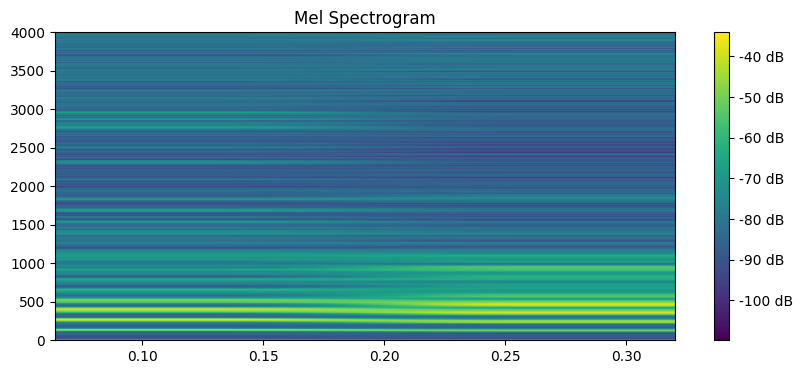 Mel Spectrogram
4000
3500
3000
2500
2000
1500
1000
500
0
0.10 0.15 0.20 0.25 0.30
-40 dB
-50 dB
-60 dB
-70 dB
-80 dB
-90 dB
-100 dB